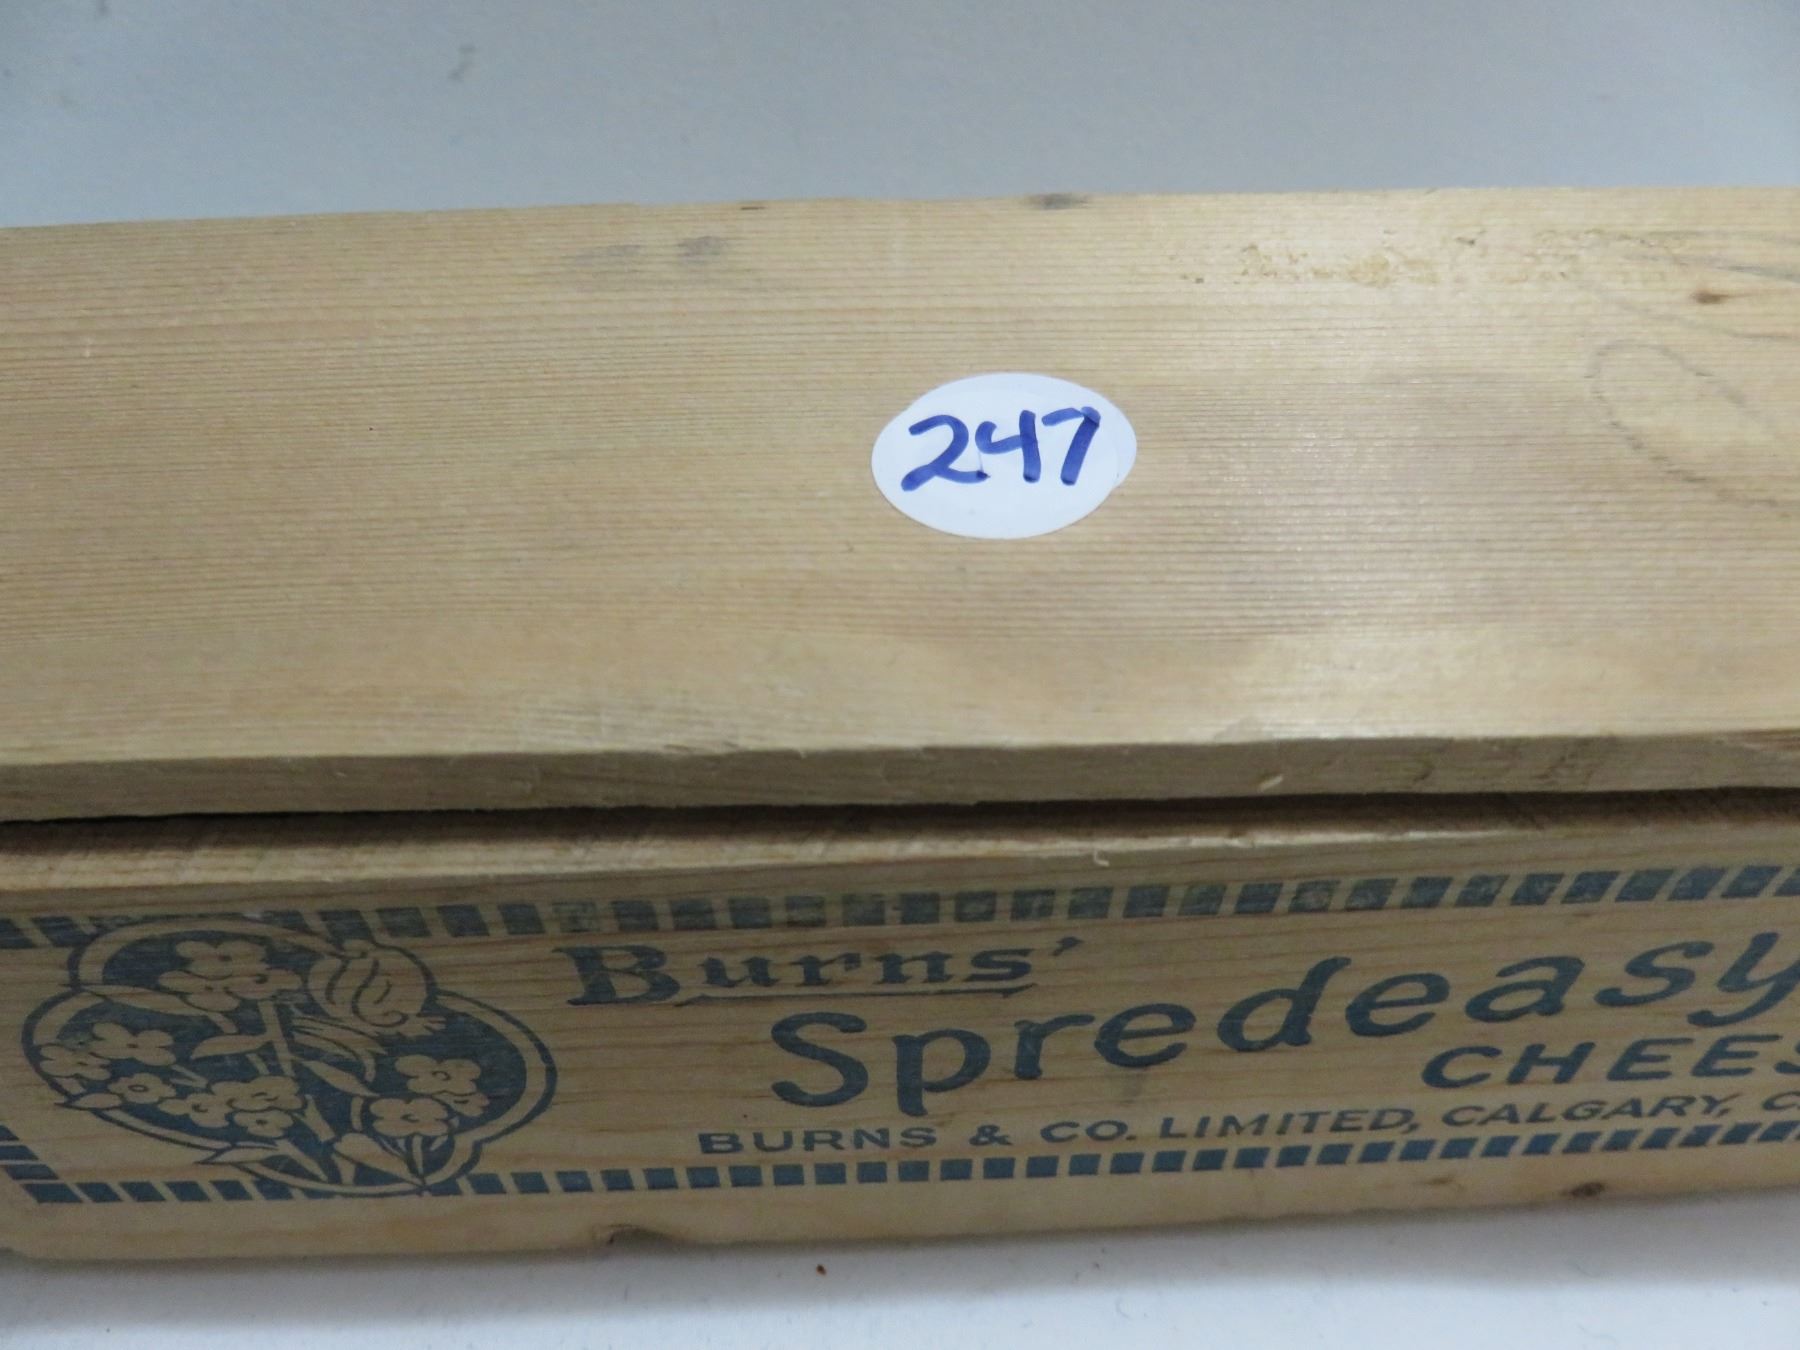 247
Burns'
Spredeasy
CHEES
BURNS & CO. LIMITED, CALGARY, C